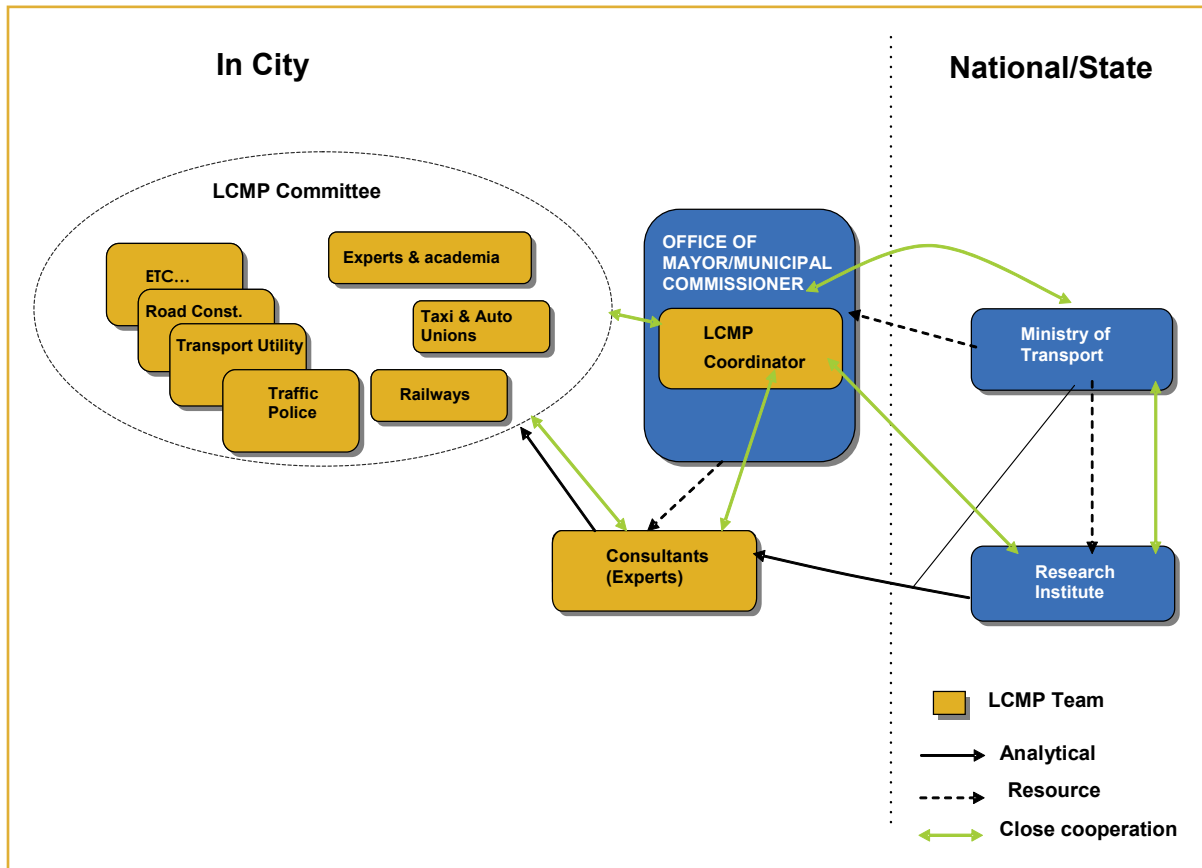 In City
National/State
LCMP Committee
ETC...
Road Const.
Transport Utility
Traffic
Police
Experts & academia
Taxi & Auto
Unions
Railways
OFFICE OF
MAYOR/MUNICIPAL
COMMISSIONER
LCMP
Coordinator
Ministry of
Transport
Consultants
(Experts)
Research
Institute
LCMP Team
Analytical
Resource
Close cooperation